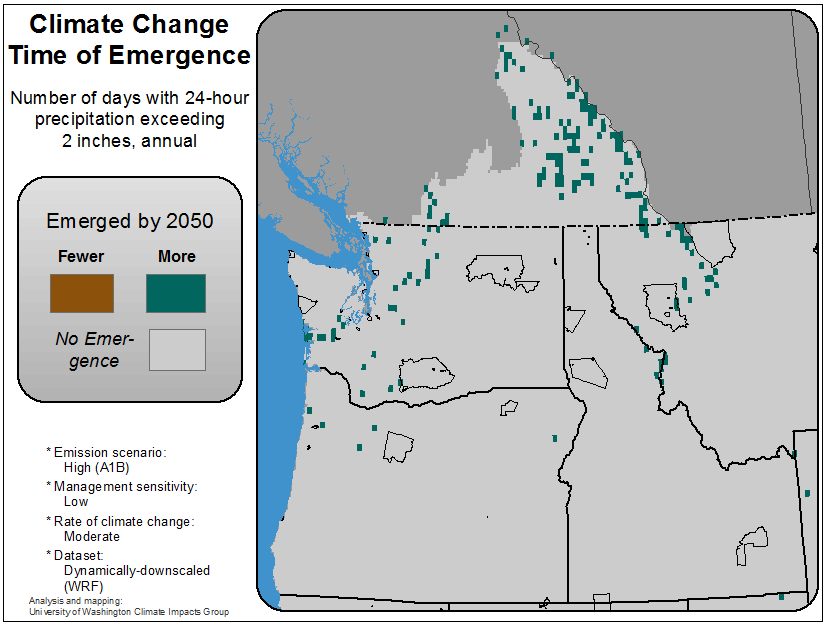 Climate Change
Time of Emergence
Number of days with 24-hour
precipitation exceeding
2 inches, annual
Emerged by 2050
Fewer
More
No Emer-
gence
* Emission scenario:
High (A1B)
* Management sensitivity:
Low
* Rate of climate change:
Moderate
* Dataset:
Dynamically-downscaled
(WRF)
Analysis and mapping:
University of Washington Climate Impacts Group